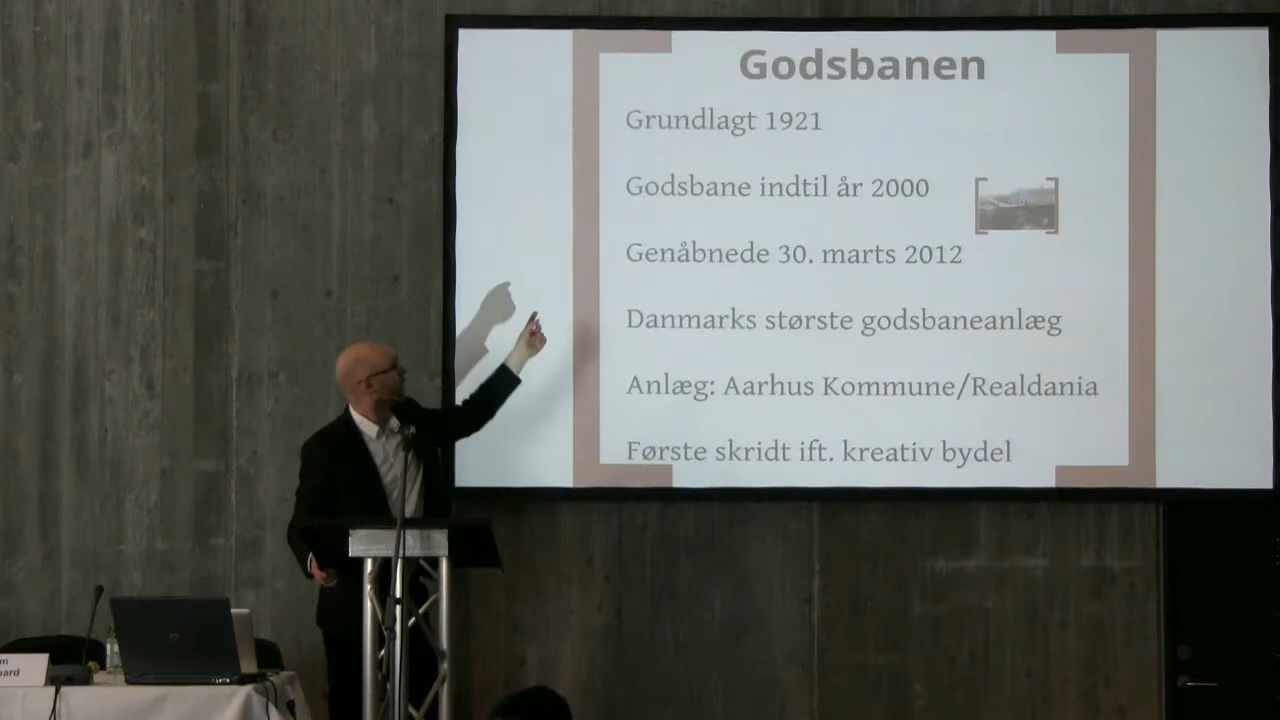 Godsbanen
Grundlagt 1921
Godsbane indtil år 2000
Genåbnede 30. marts 2012
Danmarks største godsbaneanlæg
Anlæg: Aarhus Kommune/Realdania
Første skridt ift. kreativ bydel